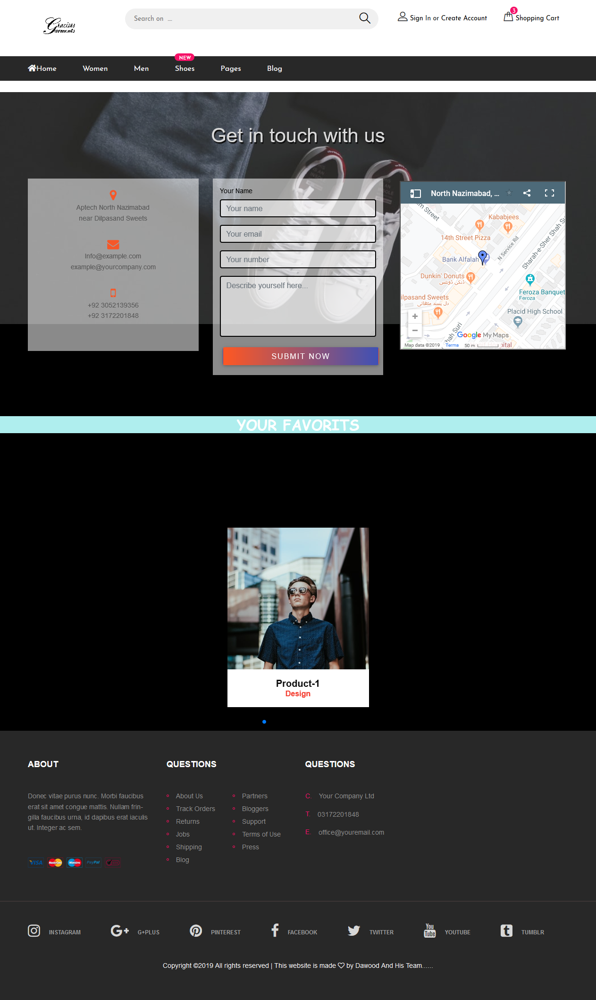 Gracious
Garments
Search on ....
Sign In or Create Account
3
Shopping Cart
Home
Women
Men
NEW
Shoes
Pages
Blog
Get in touch with us
Aptech North Nazimabad
near Dilpasand Sweets
Info@example.com
example@yourcompany.com
+92 3052139356
+92 3172201848
Your Name
Your name
Your email
Your number
Describe yourself here...
SUBMIT NOW
North Nazimabad, ...
Street
Kababjees
14th Street Pizza
N Service Rd
Sharah-e-Sher Shah Su
Bank Alfalah
Dunkin' Donuts
ڈنکن ڈونٹس
Feroza Banquet
Feroza
ilpasand Sweets
دل پسند مٹھائی
Placid High School
hah Suri
Google My Maps
Map data ©2019
Terms
50 m
YOUR FAVORITS
Product-1
Design
ABOUT
Donec vitae purus nunc. Morbi faucibus
erat sit amet congue mattis. Nullam frin-
gilla faucibus urna, id dapibus erat iaculis
ut. Integer ac sem.
VISA
MasterCard
Maestro
PayPal
QUESTIONS
About Us
Track Orders
Returns
Jobs
Shipping
Blog
Partners
Bloggers
Support
Terms of Use
Press
QUESTIONS
C. Your Company Ltd
T. 03172201848
E. office@youremail.com
INSTAGRAM
G+PLUS
PINTEREST
FACEBOOK
TWITTER
You
Tube
YOUTUBE
TUMBLR
Copyright ©2019 All rights reserved | This website is made ♡ by Dawood And His Team......